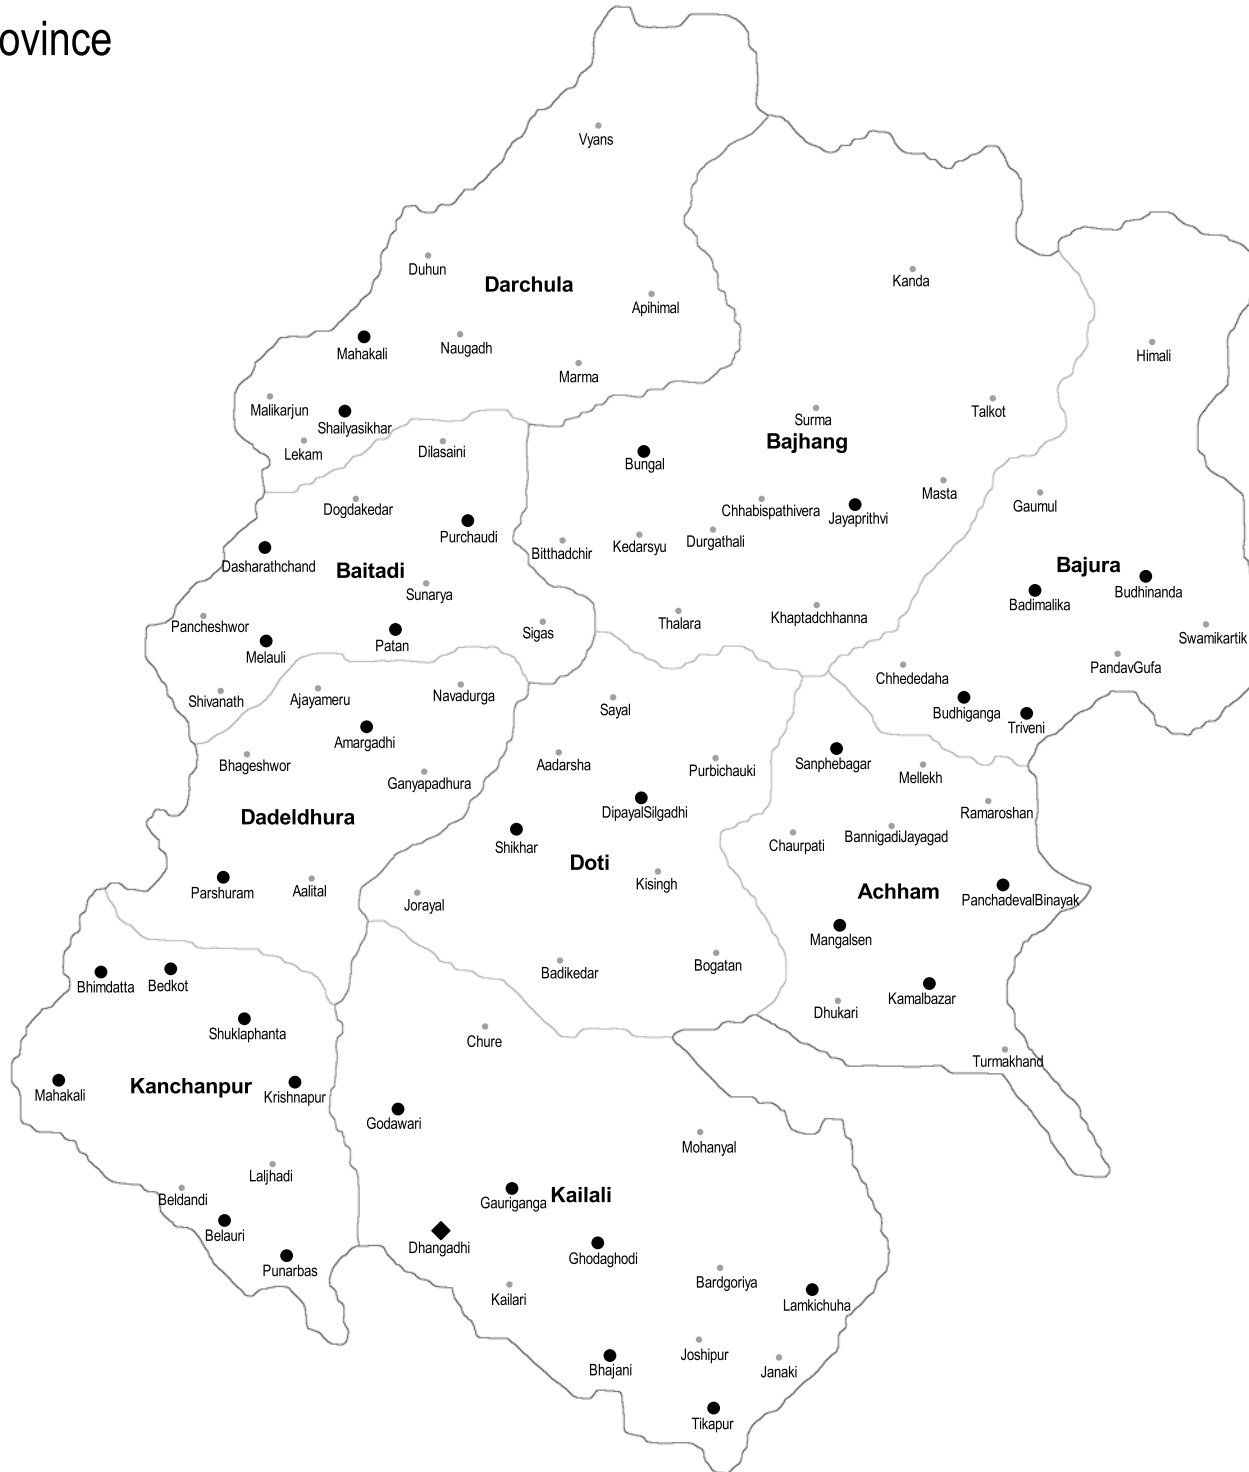 ovince
Vyans
Duhun
Darchula
Kanda
Apihimal
Mahakali
Naugadh
Himali
Marma
Malikarjun
Surma
Talkot
Shailyasikhar
Bajhang
Lekam
Dilasaini
Bungal
Masta
Dogdakedar
Chhabispathivera
Jayaprithvi
Gaumul
Purchaudi
Durgathali
Kedarsyu
Bitthadchir
Dasharathchand
Baitadi
Bajura
Sunarya
Badimalika
Budhinanda
Pancheshwor
Thalara
Khaptadchhanna
Sigas
Swamikartik
Melauli
Patan
PandavGufa
Chhededaha
Shivanath
Ajayameru
Navadurga
Sayal
Budhiganga
Triveni
Amargadhi
Bhageshwor
Aadarsha
Purbichauki
Sanphebagar
Mellekh
Ganyapadhura
Dadeldhura
DipayalSilgadhi
Ramaroshan
Shikhar
Chaurpati
BannigadiJayagad
Doti
Kisingh
Achham
Parshuram
Aalital
Jorayal
PanchadevalBinayak
Mangalsen
Badikedar
Bogatan
Bhimdatta
Bedkot
Kamalbazar
Dhukari
Shuklaphanta
Chure
Turmakhand
Mahakali
Kanchanpur
Krishnapur
Godawari
Mohanyal
Laljhadi
Beldandi
Gauriganga
Kailali
Belauri
Dhangadhi
Ghodaghodi
Punarbas
Bardgoriya
Kailari
Lamkichuha
Joshipur
Bhajani
Janaki
Tikapur